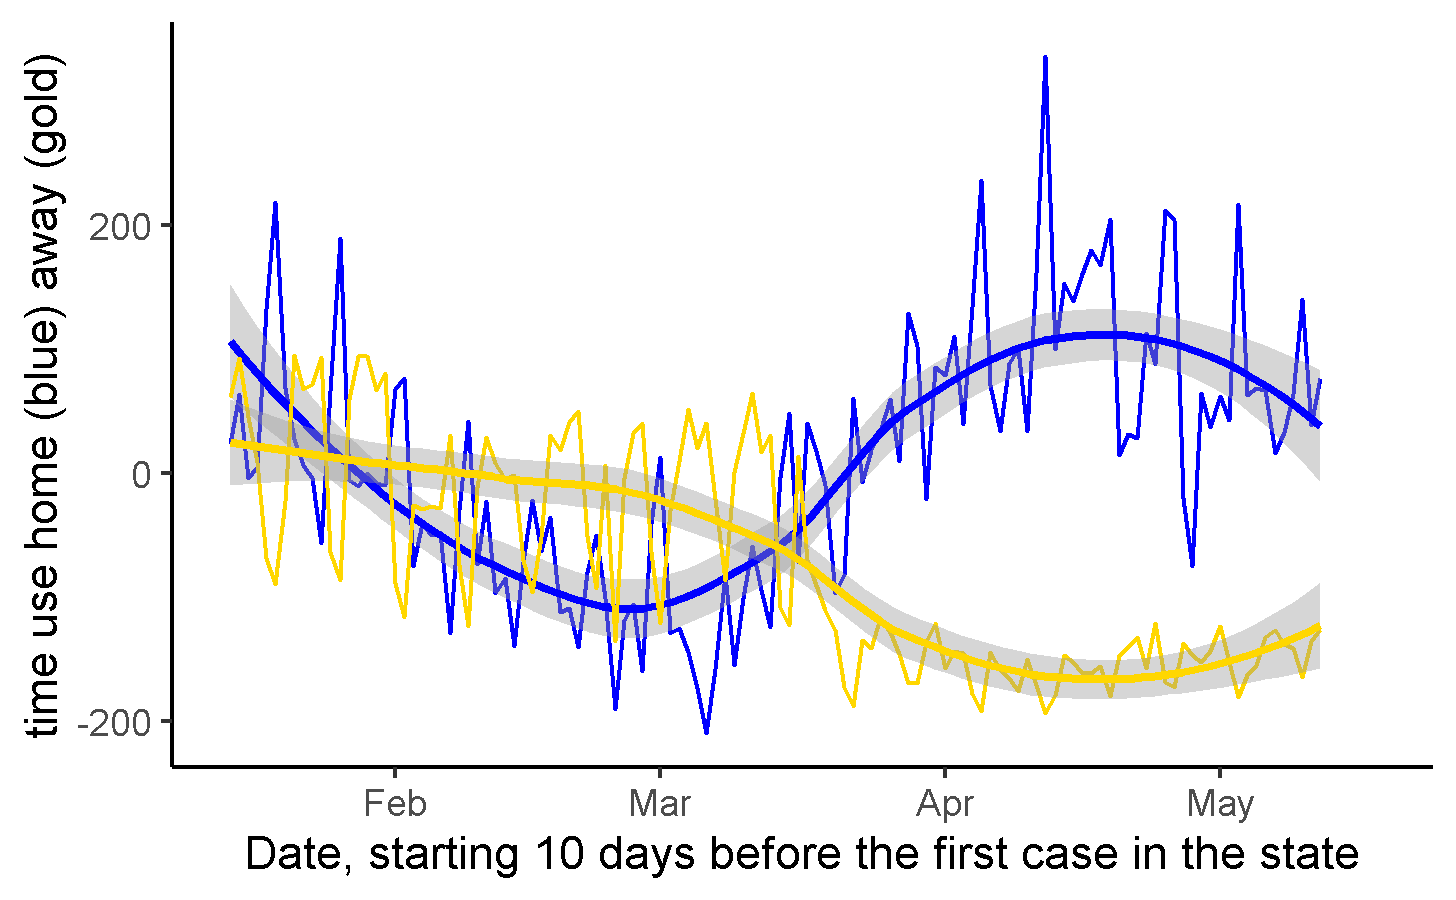 time use home (blue) away (gold)
200
0
-200
Feb Mar Apr May
Date, starting 10 days before the first case in the state